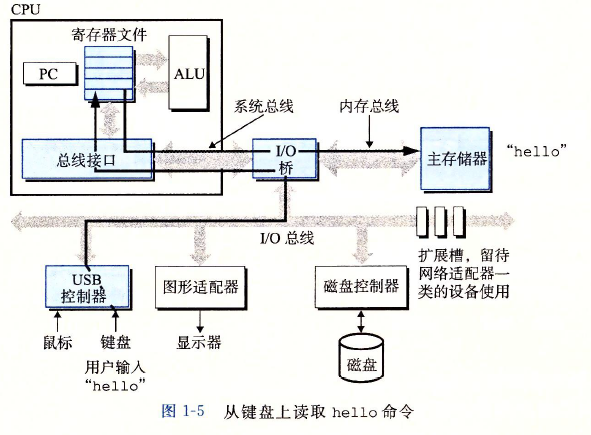 CPU
寄存器文件
PC
ALU
系统总线
内存总线
总线接口
I/O
桥
主存储器
“hello”
I/O 总线
扩展槽，留待
网络适配器一
类的设备使用
USB
控制器
图形适配器
磁盘控制器
鼠标
键盘
显示器
用户输入
“hello”
磁盘
图 1-5 从键盘上读取 hello 命令